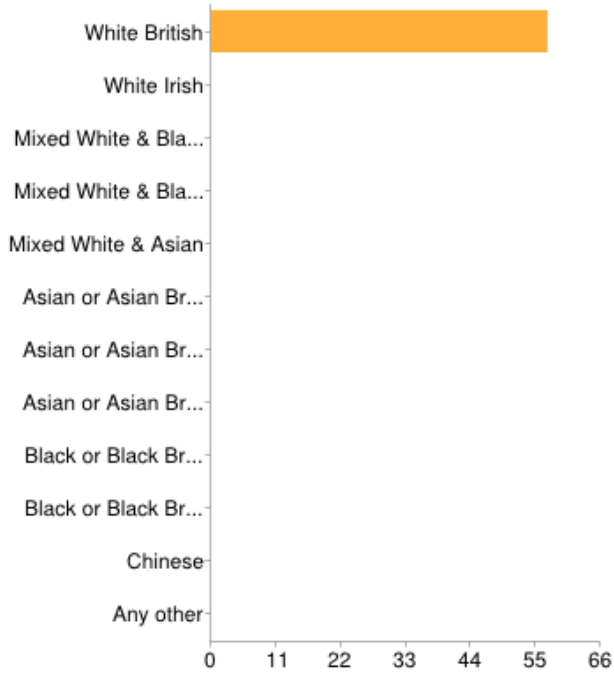 White British
White Irish
Mixed White & Bla...
Mixed White & Bla...
Mixed White & Asian
Asian or Asian Br...
Asian or Asian Br...
Asian or Asian Br...
Black or Black Br...
Black or Black Br...
Chinese
Any other
0 11 22 33 44 55 66